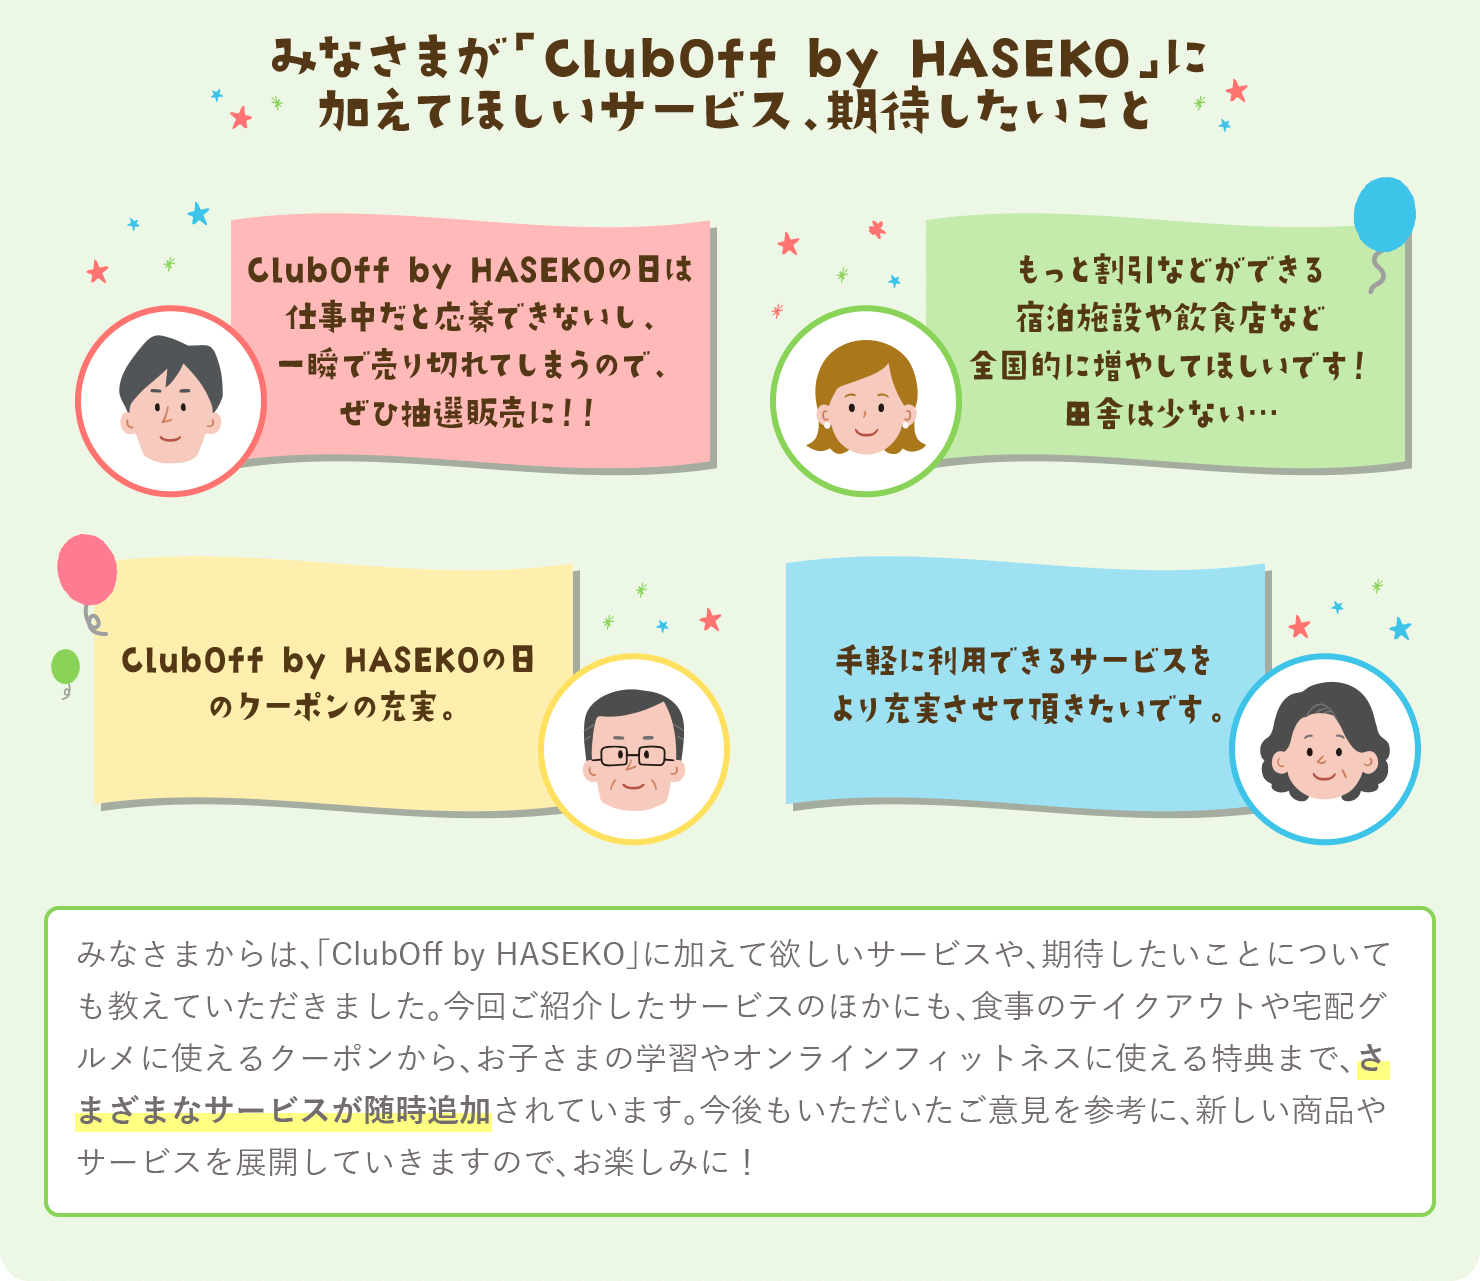 みなさまが「ClubOff by HASEKO」に
加えてほしいサービス、期待したいこと
ClubOff by HASEKOの日は
仕事中だと応募できないし、
一瞬で売り切れてしまうので、
ぜひ抽選販売に！！
もっと割引などができる
宿泊施設や飲食店など
全国的に増やしてほしいです！
田舎は少ない…
ClubOff by HASEKOの日
のクーポンの充実。
手軽に利用できるサービスを
より充実させて頂きたいです。
みなさまからは、「ClubOff by HASEKO」に加えて欲しいサービスや、期待したいことについて
も教えていただきました。今回ご紹介したサービスのほかにも、食事のテイクアウトや宅配グ
ルメに使えるクーポンから、お子さまの学習やオンラインフィットネスに使える特典まで、さ
まざまなサービスが随時追加されています。今後もいただいたご意見を参考に、新しい商品や
サービスを展開していきますので、お楽しみに！